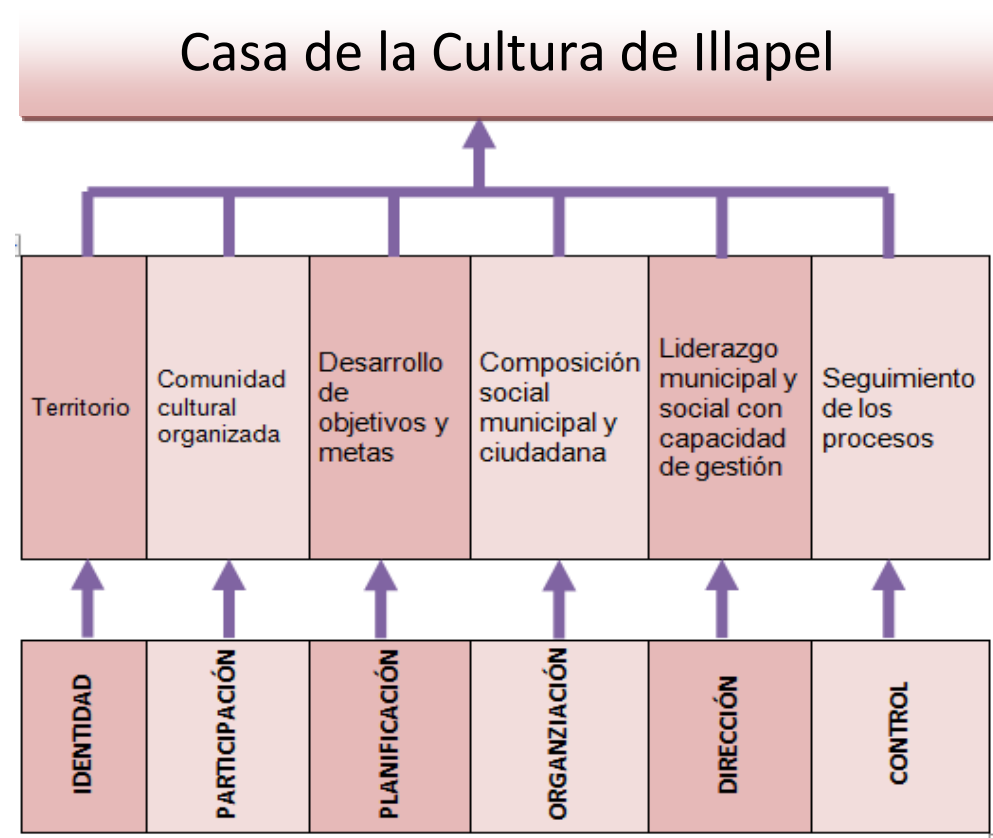 Casa de la Cultura de Illapel
Territorio
Comunidad
cultural
organizada
Desarrollo
de
objetivos y
metas
Composición
social
municipal y
ciudadana
Liderazgo
municipal y
social con
capacidad
de gestión
Seguimiento
de los
procesos
IDENTIDAD
PARTICIPACIÓN
PLANIFICACIÓN
ORGANZIACIÓN
DIRECCIÓN
CONTROL